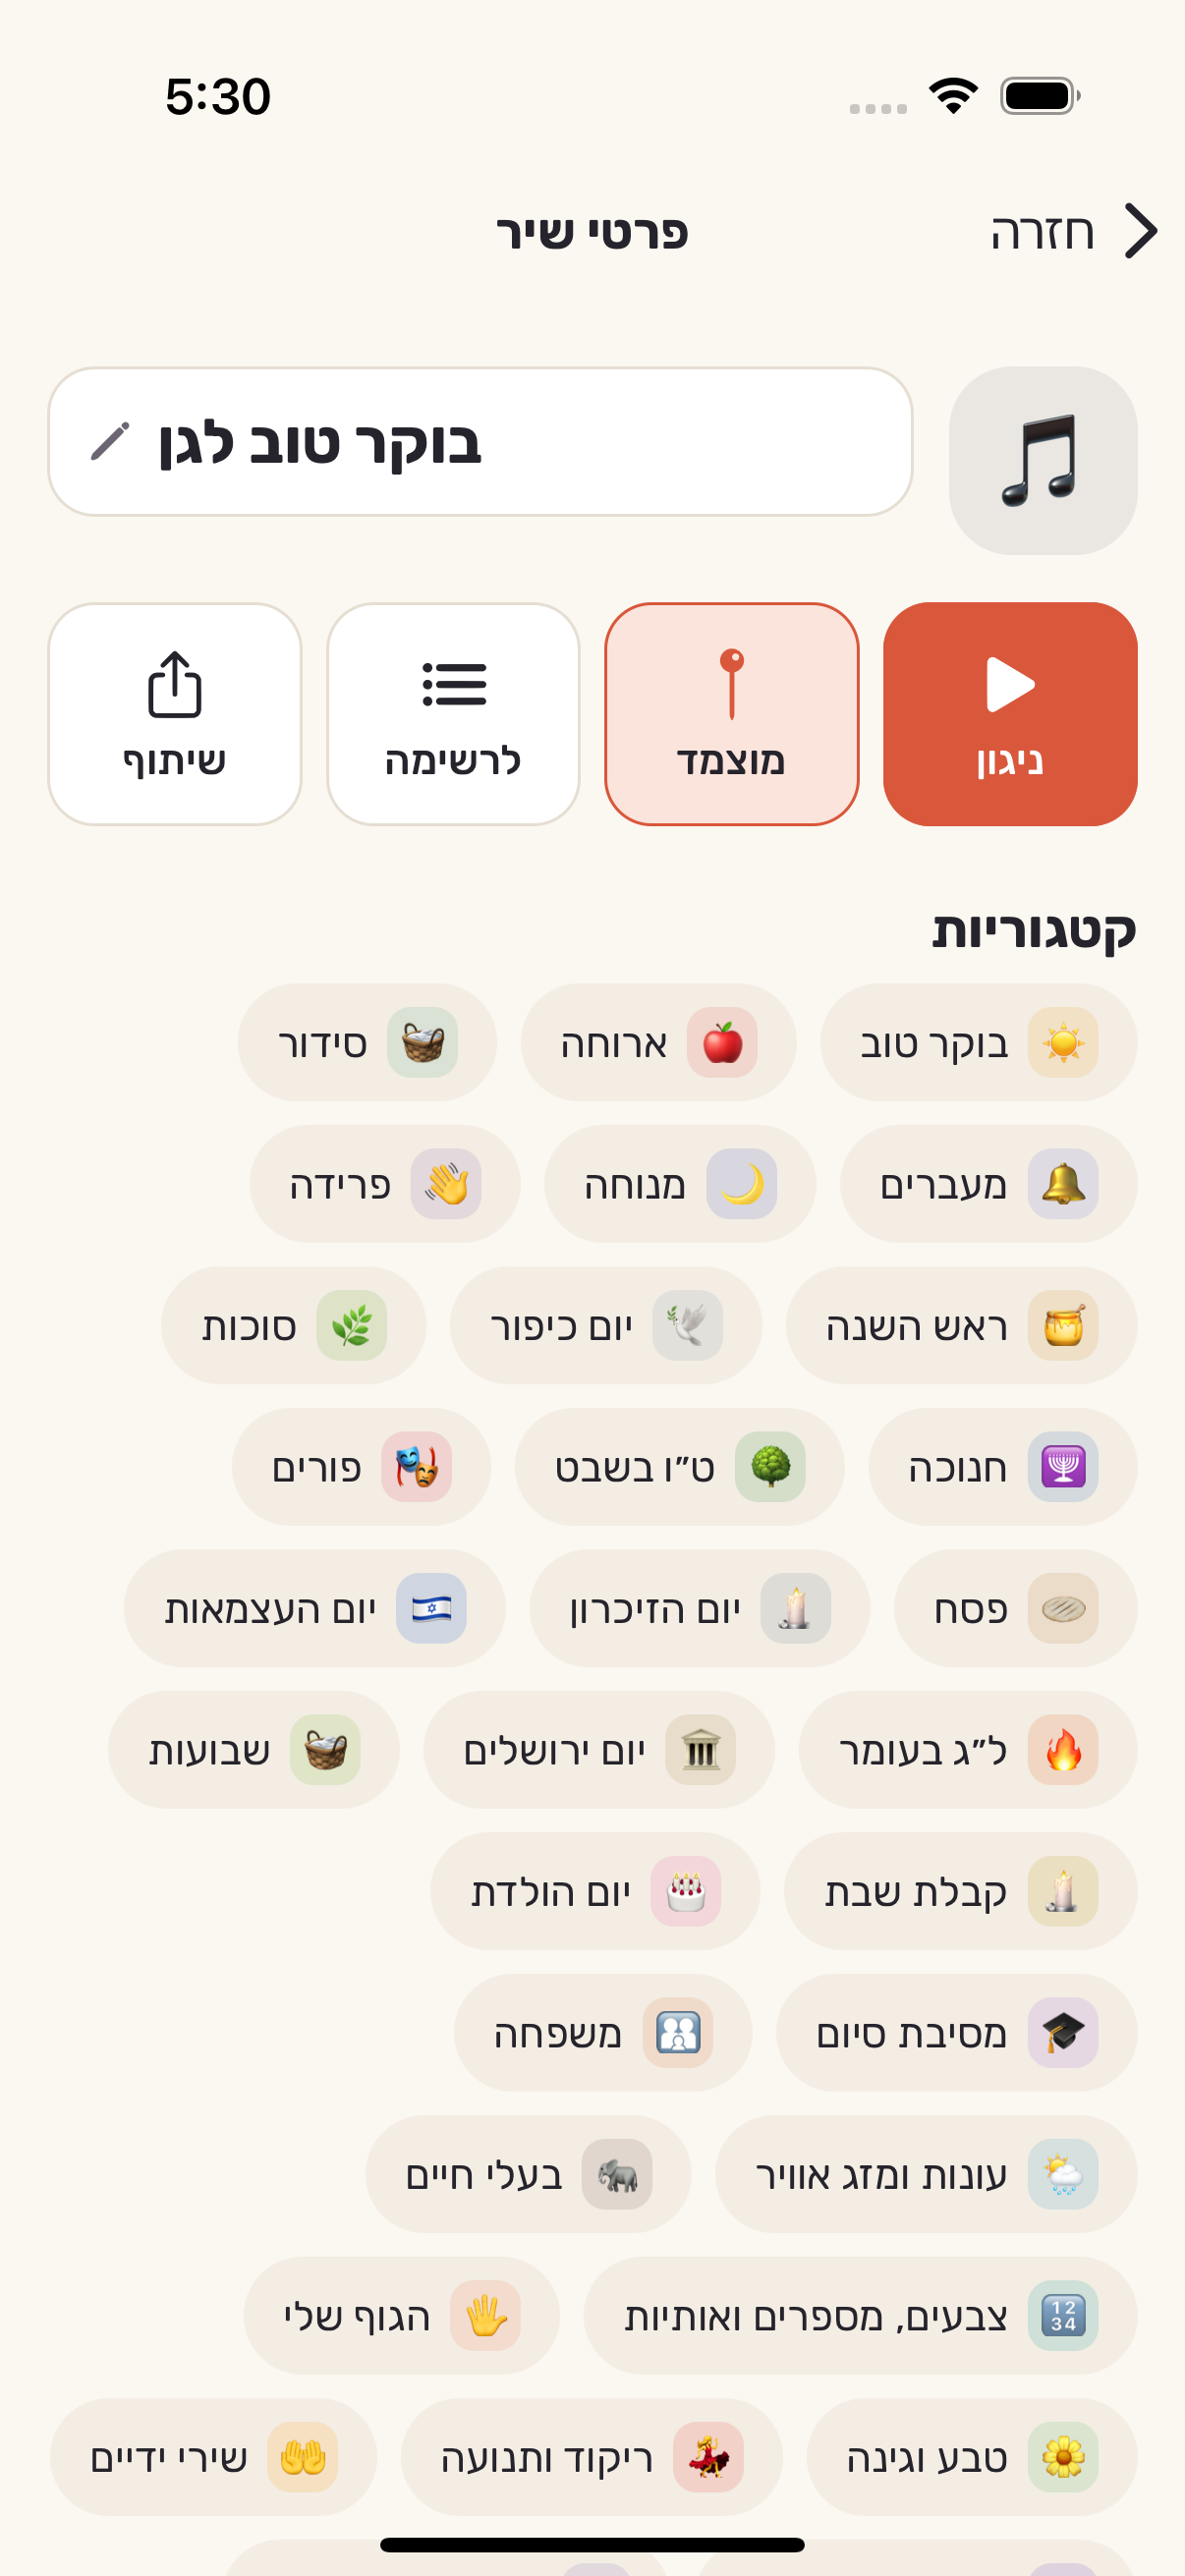 5:30
חזרה
פרטי שיר
בוקר טוב לגן
ניגון
מוצמד
לרשימה
שיתוף
קטגוריות
בוקר טוב
ארוחה
סידור
מעברים
מנוחה
פרידה
ראש השנה
יום כיפור
סוכות
חנוכה
ט״ו בשבט
פורים
פסח
יום הזיכרון
יום העצמאות
ל״ג בעומר
יום ירושלים
שבועות
קבלת שבת
יום הולדת
מסיבת סיום
משפחה
עונות ומזג אוויר
בעלי חיים
צבעים, מספרים ואותיות
הגוף שלי
טבע וגינה
ריקוד ותנועה
שירי ידיים